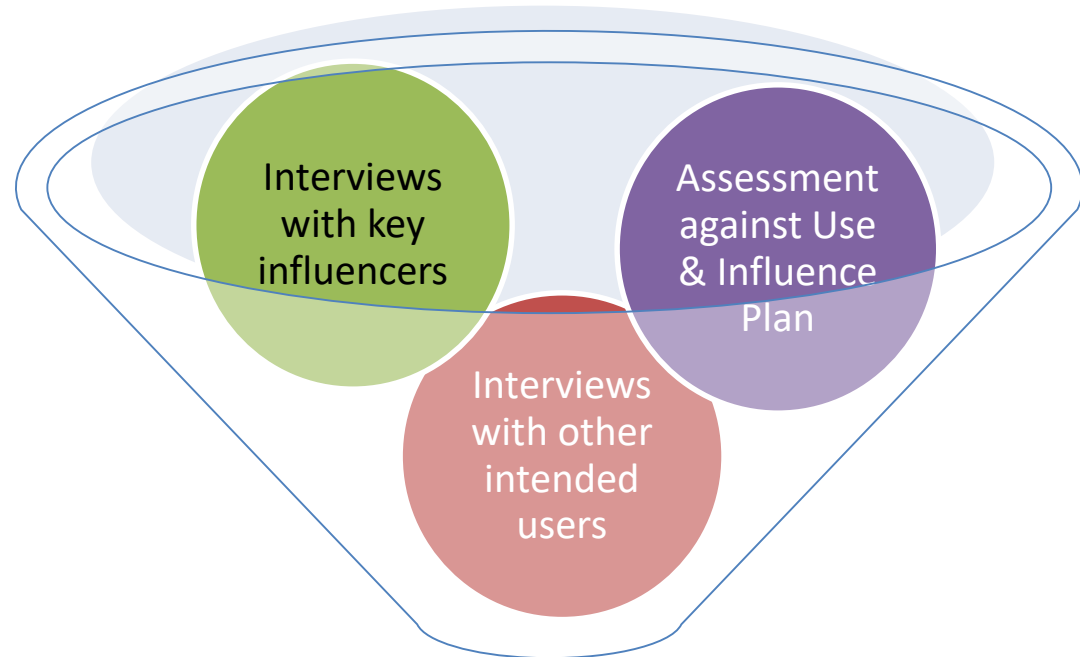 Interviews
with key
influencers
Assessment
against Use
& Influence
Plan
Interviews
with other
intended
users